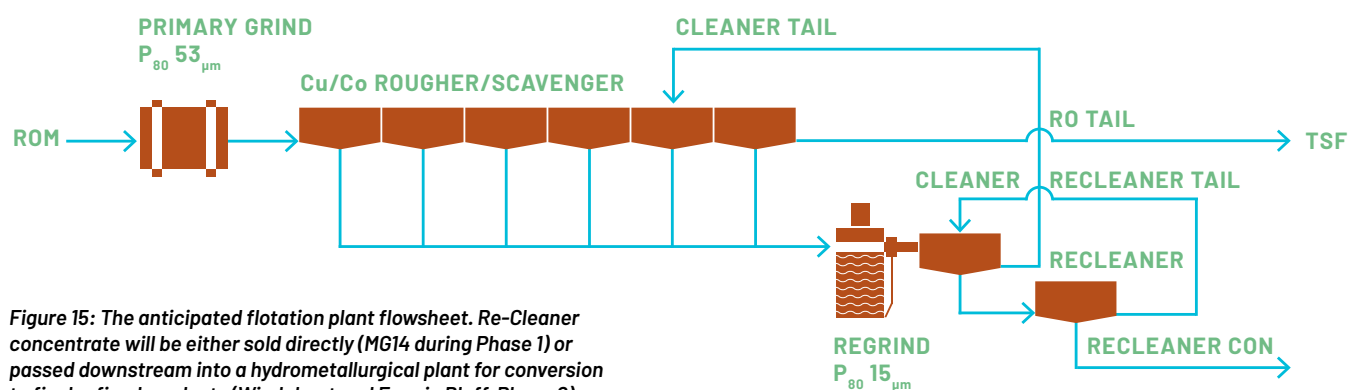 PRIMARY GRIND
P80 53µm
CLEANER TAIL
Cu/Co ROUGHER/SCAVENGER
ROM
RO TAIL
TSF
CLEANER
RECLEANER TAIL
RECLEANER
REGRIND
P80 15µm
RECLEANER CON
Figure 15: The anticipated flotation plant flowsheet. Re-Cleaner
concentrate will be either sold directly (MG14 during Phase 1) or
passed downstream into a hydrometallurgical plant for conversion